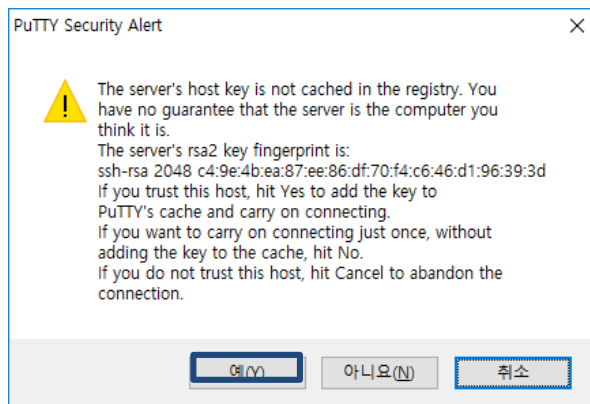 PuTTY Security Alert
The server's host key is not cached in the registry. You
have no guarantee that the server is the computer you
think it is.
The server's rsa2 key fingerprint is:
ssh-rsa 2048 c4:9e:4b:ea:87:ee:86:df:70:f4:c6:46:d1:96:39:3d
If you trust this host, hit Yes to add the key to
PuTTY's cache and carry on connecting.
If you want to carry on connecting just once, without
adding the key to the cache, hit No.
If you do not trust this host, hit Cancel to abandon the
connection.
예(Y)
아니요(N)
취소